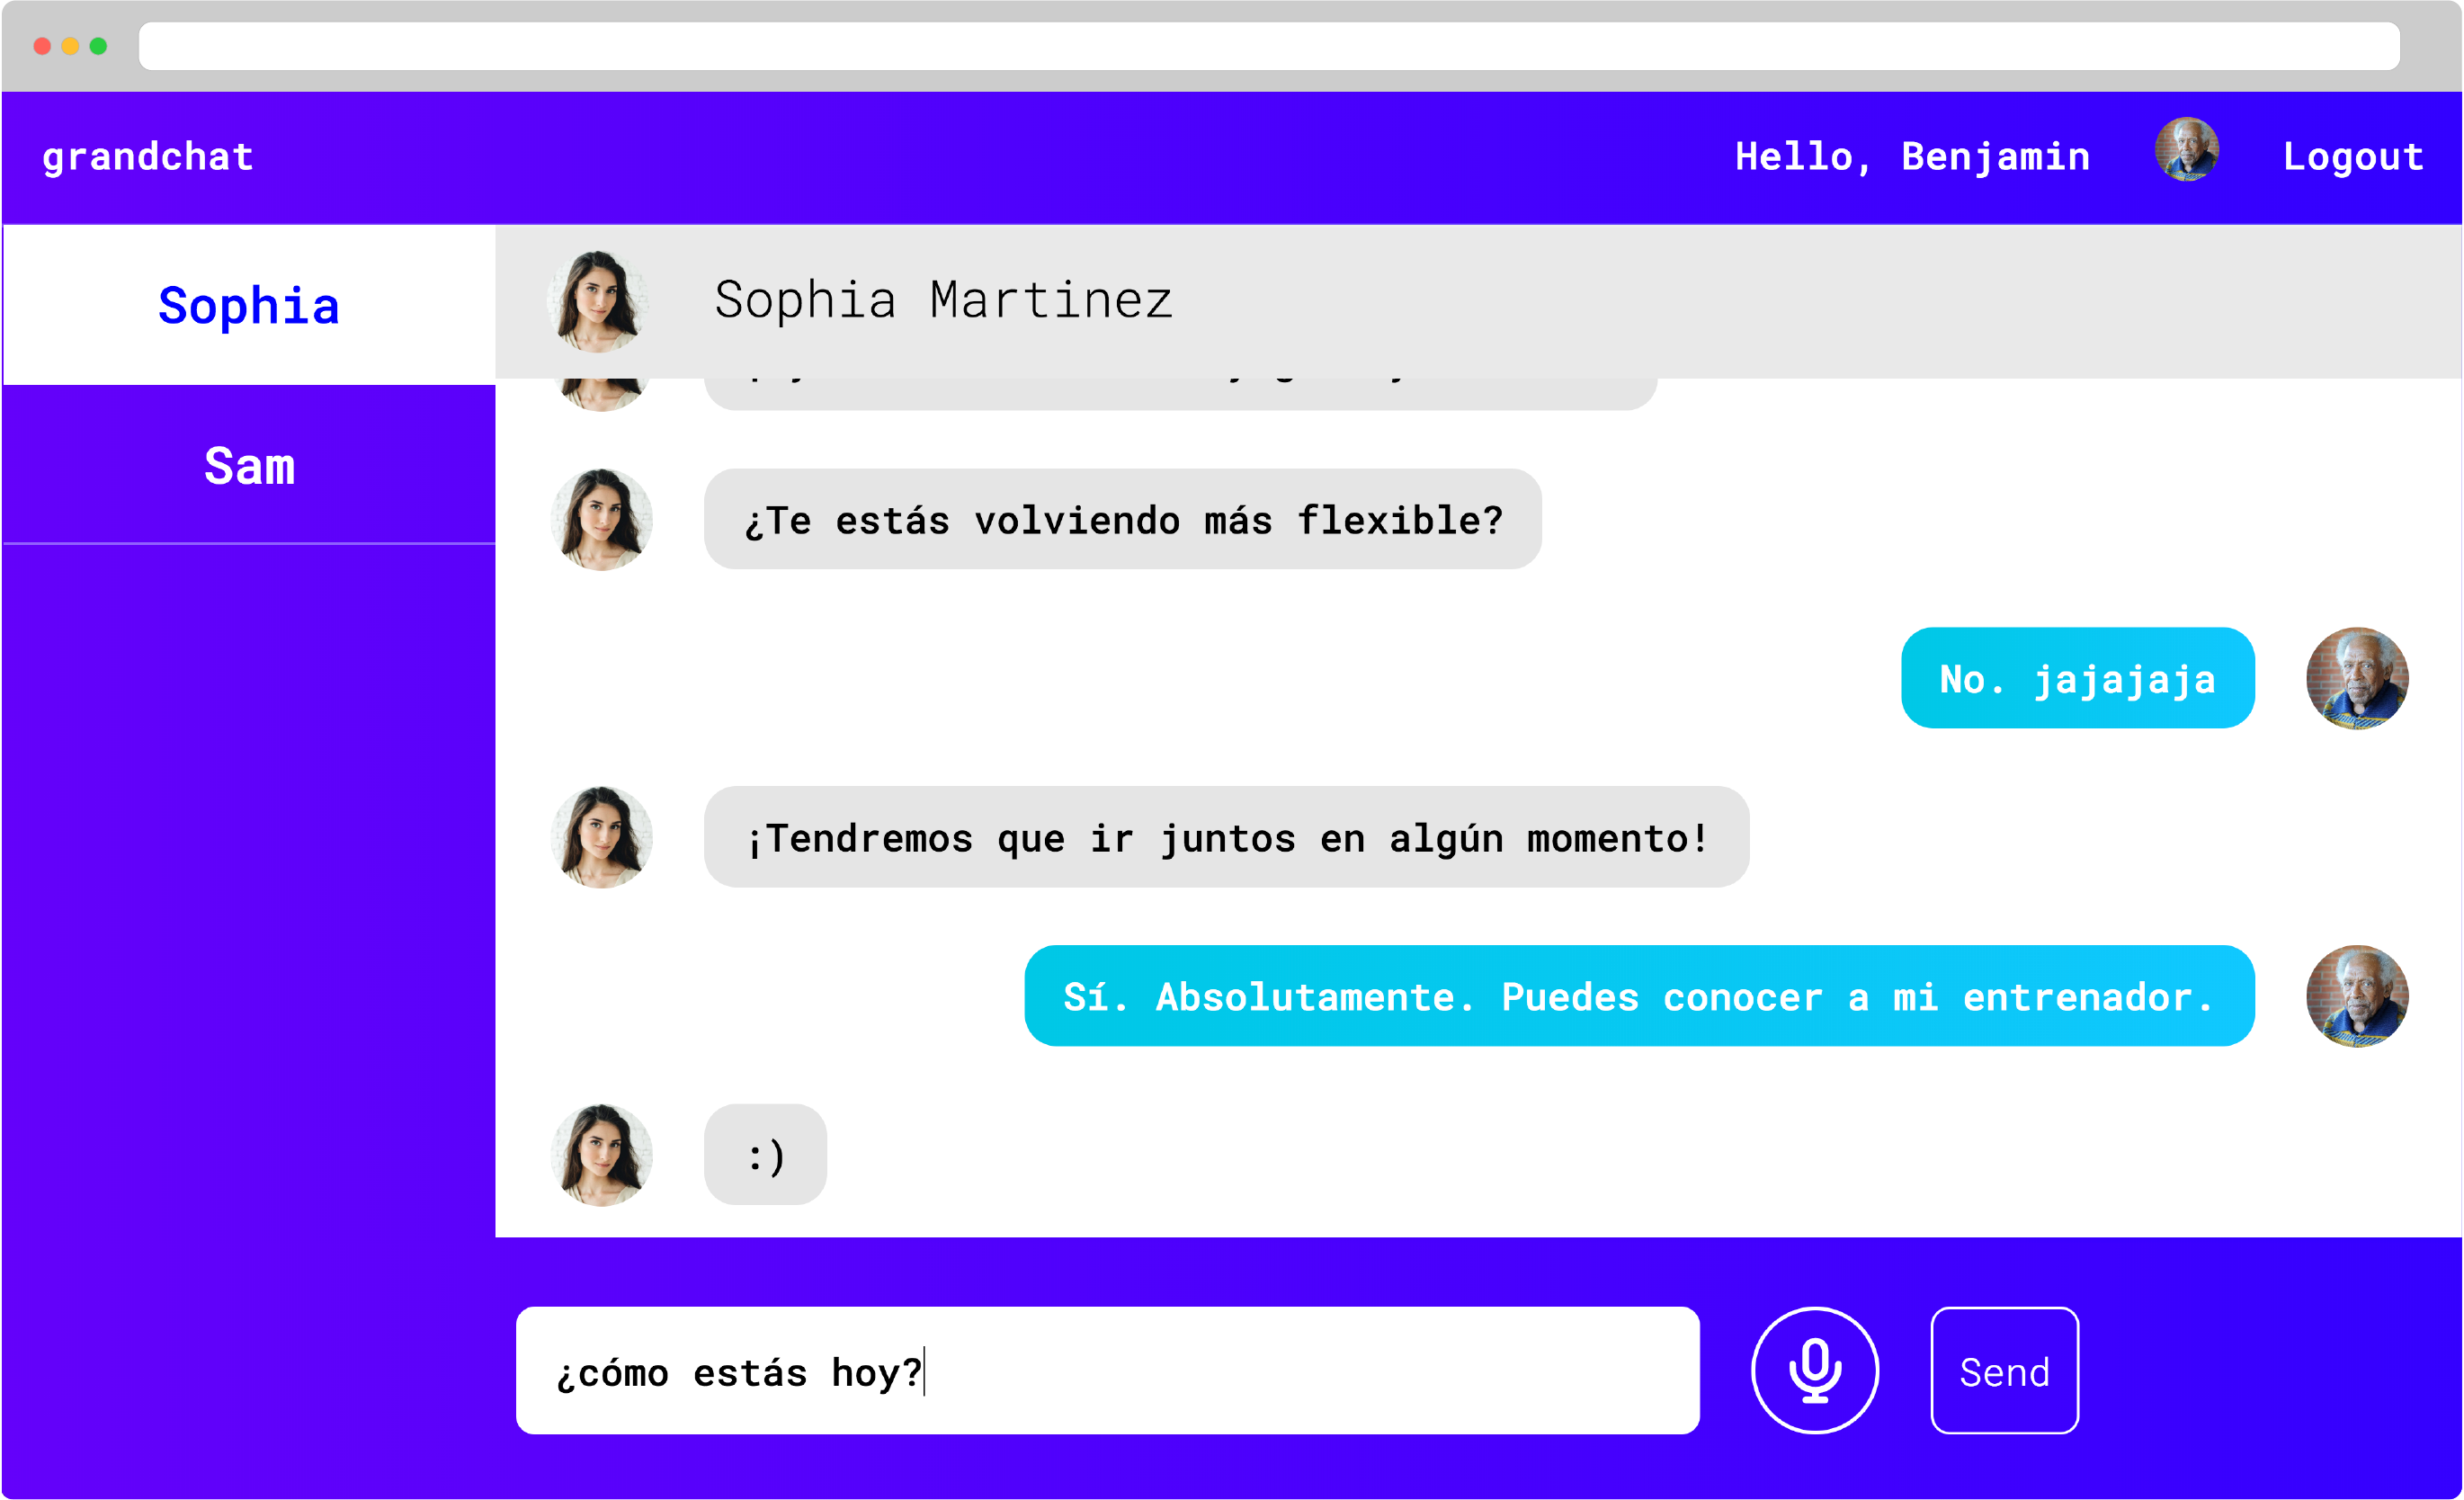 grandchat
Hello, Benjamin
Logout
Sophia
Sam
Sophia Martinez
¿Te estás volviendo más flexible?
No. jajajaja
¡Tendremos que ir juntos en algún momento!
Sí. Absolutamente. Puedes conocer a mi entrenador.
:)
¿cómo estás hoy?
Send